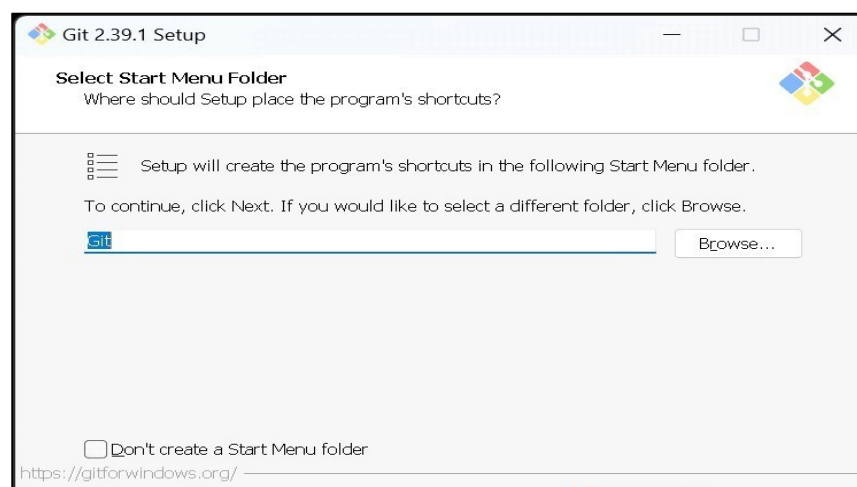 Git 2.39.1 Setup
Select Start Menu Folder
Where should Setup place the program's shortcuts?
Setup will create the program's shortcuts in the following Start Menu folder.
To continue, click Next. If you would like to select a different folder, click Browse.
Git
Browse...
Don't create a Start Menu folder
https://gitforwindows.org/